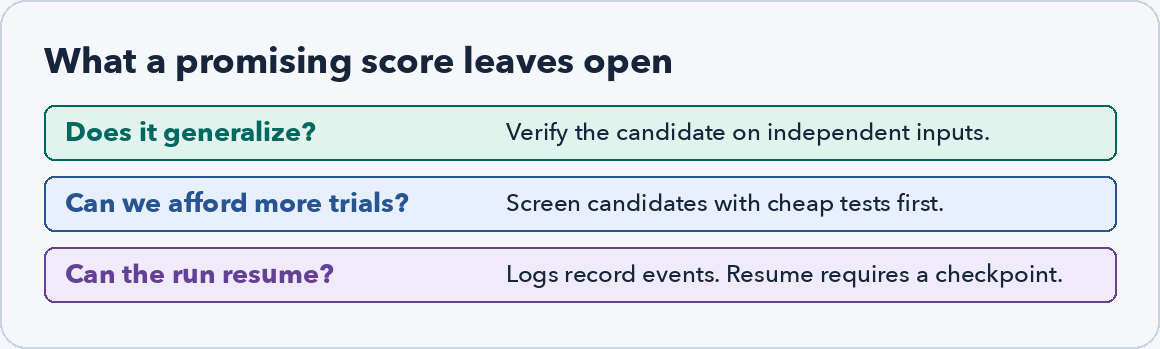 What a promising score leaves open
Does it generalize? Verify the candidate on independent inputs.
Can we afford more trials? Screen candidates with cheap tests first.
Can the run resume? Logs record events. Resume requires a checkpoint.